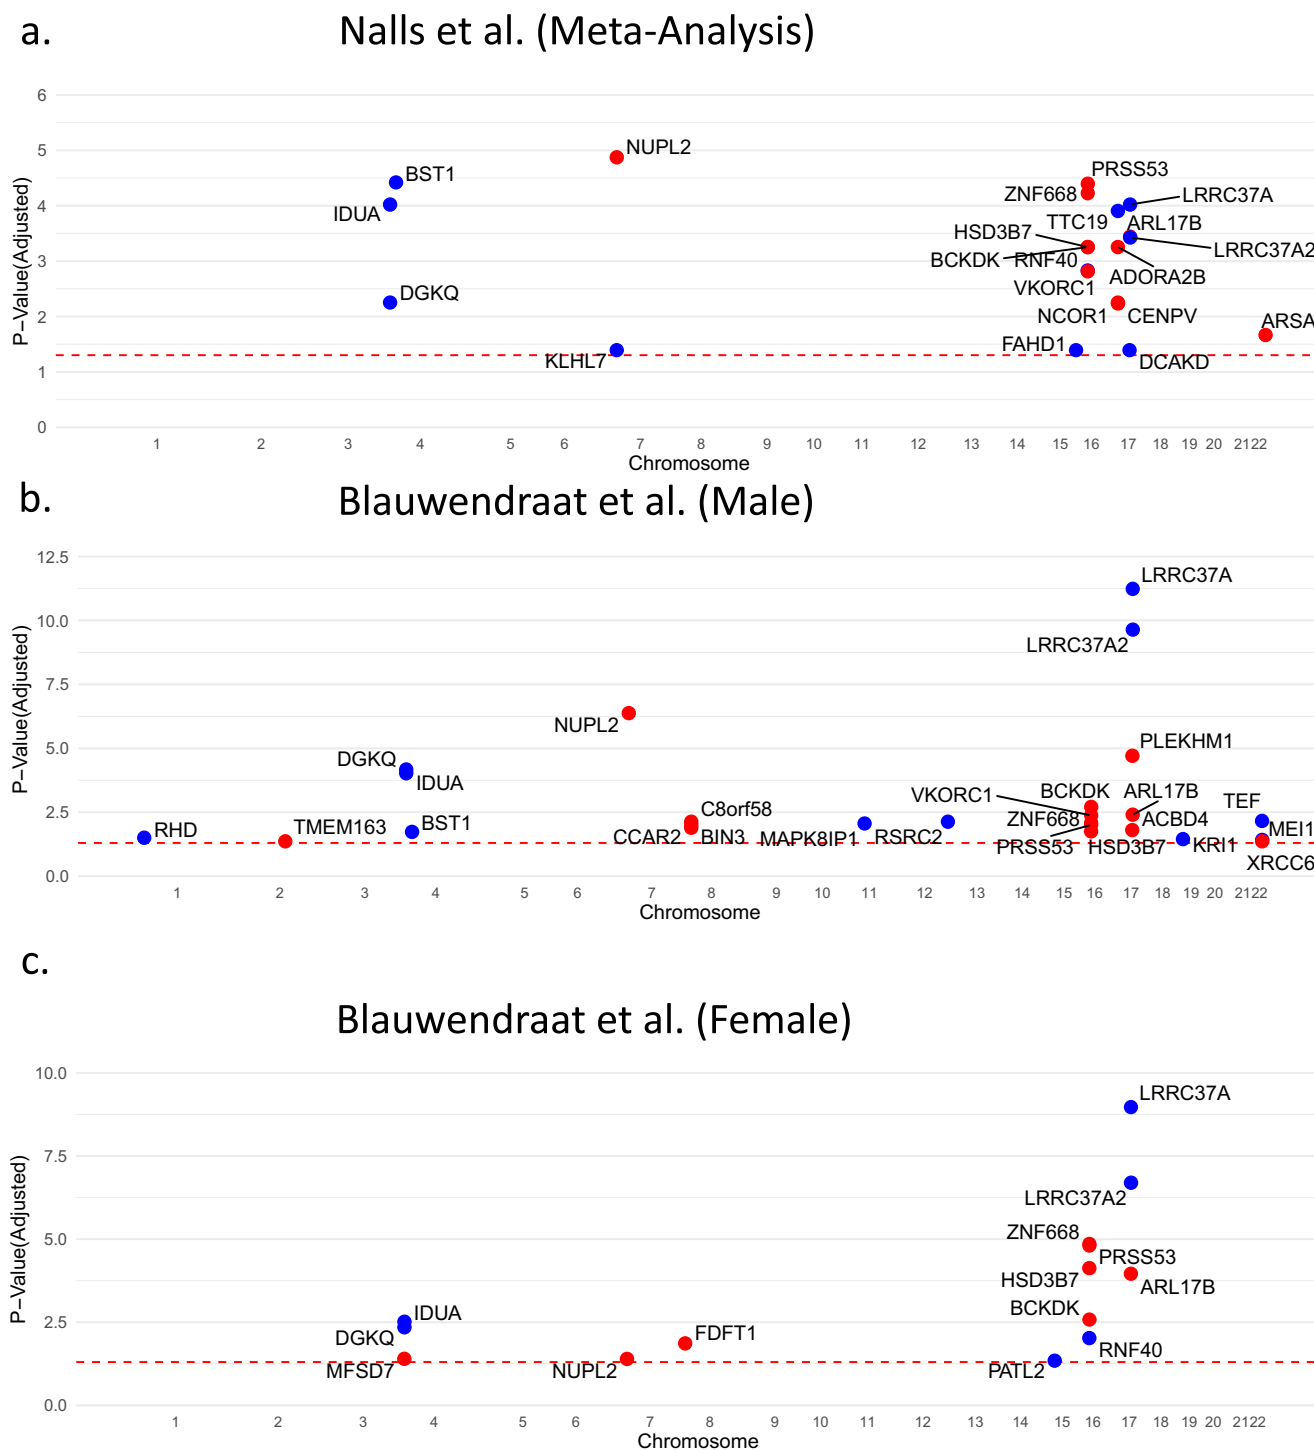 a.
Nalls et al. (Meta-Analysis)
P−Value(Adjusted)
6
5
4
3
2
1
0
NUPL2
BST1
IDUA
DGKQ
KLHL7
PRSS53
ZNF668
LRRC37A
TTC19
ARL17B
HSD3B7
LRRC37A2
BCKDK
RNF40
ADORA2B
VKORC1
NCOR1
CENPV
ARSA
FAHD1
DCAKD
1 2 3 4 5 6 7 8 9 10 11 12 13 14 15 16 17 18 19 20 21 22
Chromosome
b.
Blauwendraat et al. (Male)
P−Value(Adjusted)
12.5
10.0
7.5
5.0
2.5
0.0
LRRC37A
LRRC37A2
NUPL2
PLEKHM1
DGKQ
IDUA
VKORC1
BCKDK
ARL17B
TEF
C8orf58
ZNF668
ACBD4
RHD
TMEM163
BST1
CCAR2
BIN3
MAPK8IP1
RSRC2
PRSS53
HSD3B7
KRI1
MEI1
XRCC6
1 2 3 4 5 6 7 8 9 10 11 12 13 14 15 16 17 18 19 20 21 22
Chromosome
c.
Blauwendraat et al. (Female)
P−Value(Adjusted)
10.0
7.5
5.0
2.5
0.0
LRRC37A
LRRC37A2
ZNF668
PRSS53
HSD3B7
ARL17B
BCKDK
IDUA
DGKQ
FDFT1
RNF40
MFSD7
NUPL2
PATL2
1 2 3 4 5 6 7 8 9 10 11 12 13 14 15 16 17 18 19 20 21 22
Chromosome